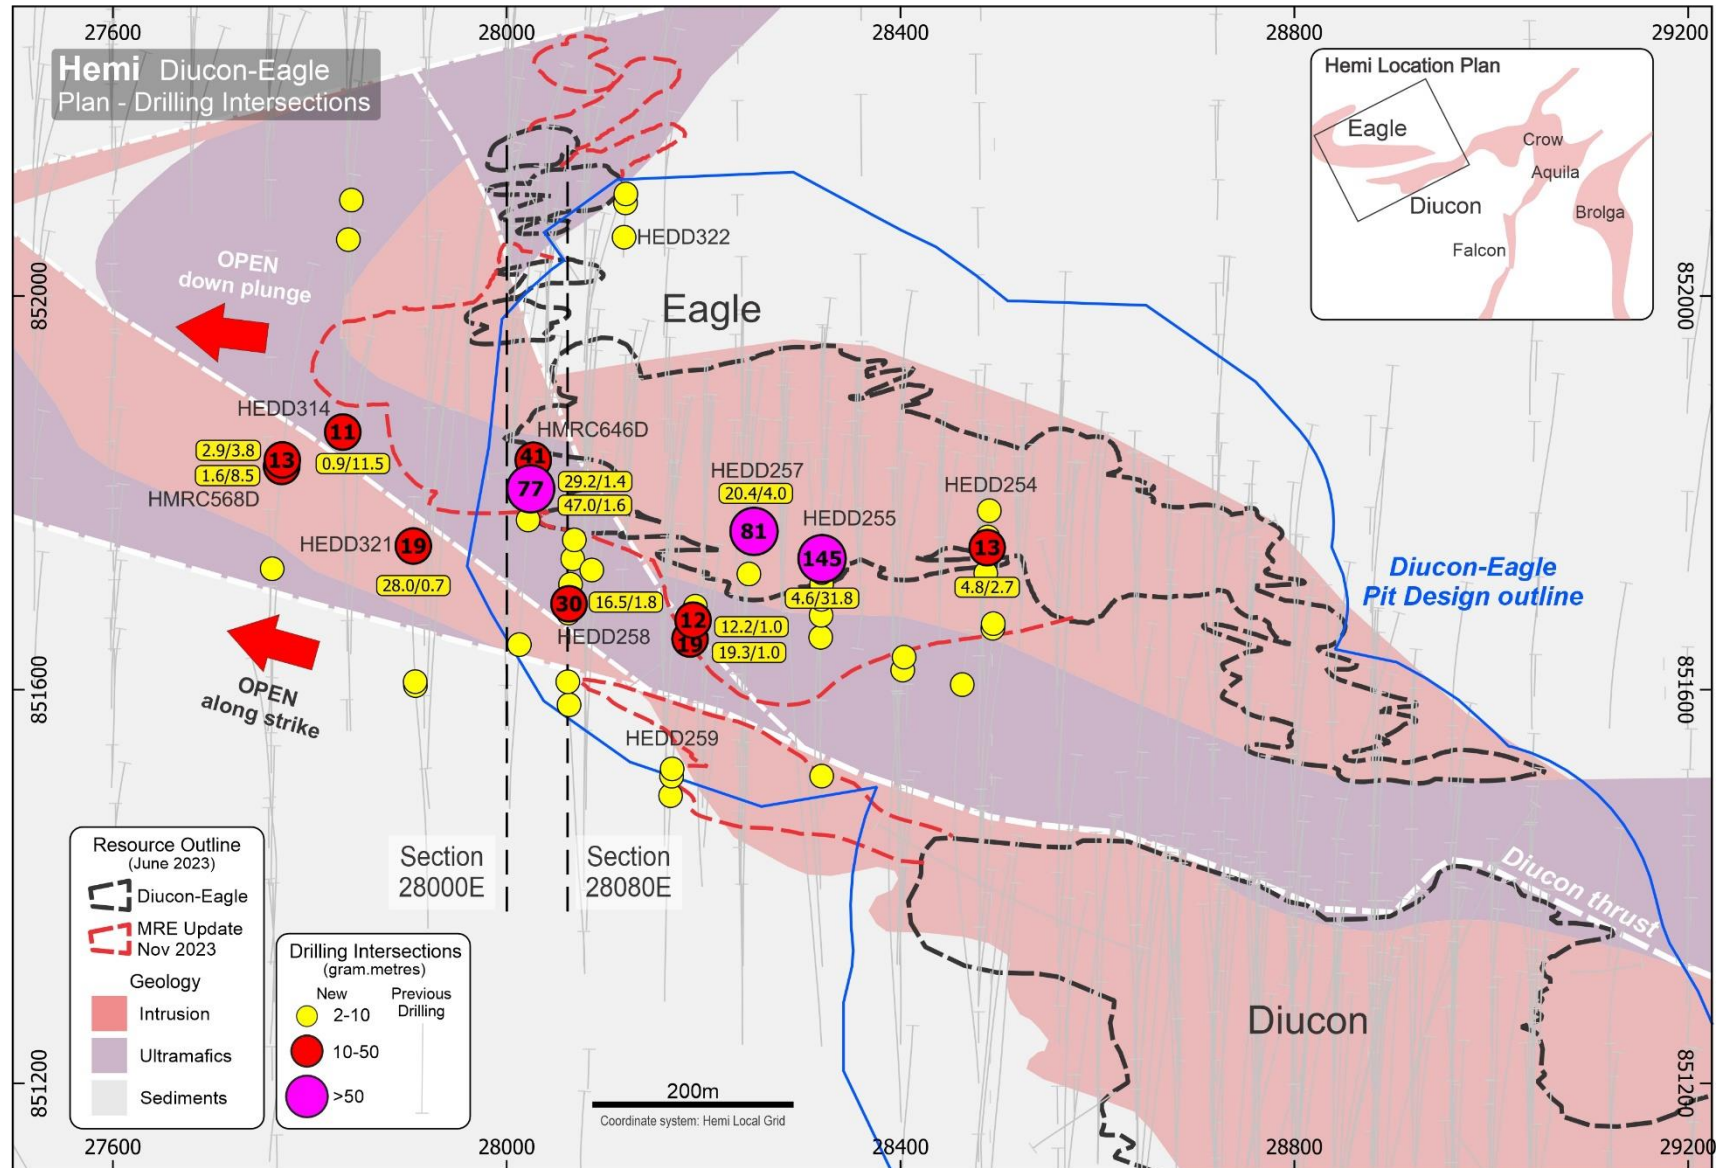 27600
28000
28400
28800
29200
Hemi Diucon-Eagle
Plan - Drilling Intersections
Hemi Location Plan
Eagle
Crow
Aquila
Diucon
Brolga
Falcon
852000
852000
OPEN
down plunge
HEDD322
Eagle
HEDD314
11
0.9/11.5
2.9/3.8
13
1.6/8.5
HMRC568D
HMRC646D
41
77
29.2/1.4
47.0/1.6
HEDD257
20.4/4.0
81
HEDD255
145
4.6/31.8
HEDD254
13
4.8/2.7
HEDD321
19
28.0/0.7
30
16.5/1.8
HEDD258
12
12.2/1.0
19
19.3/1.0
Diucon-Eagle
Pit Design outline
851600
851600
OPEN
along strike
HEDD259
Section
28000E
Section
28080E
Diucon thrust
Diucon
Resource Outline
(June 2023)
Diucon-Eagle
MRE Update
Nov 2023
Geology
Intrusion
Ultramafics
Sediments
Drilling Intersections
(gram.metres)
New
Previous
Drilling
2-10
10-50
>50
200m
Coordinate system: Hemi Local Grid
851200
851200
27600
28000
28400
28800
29200